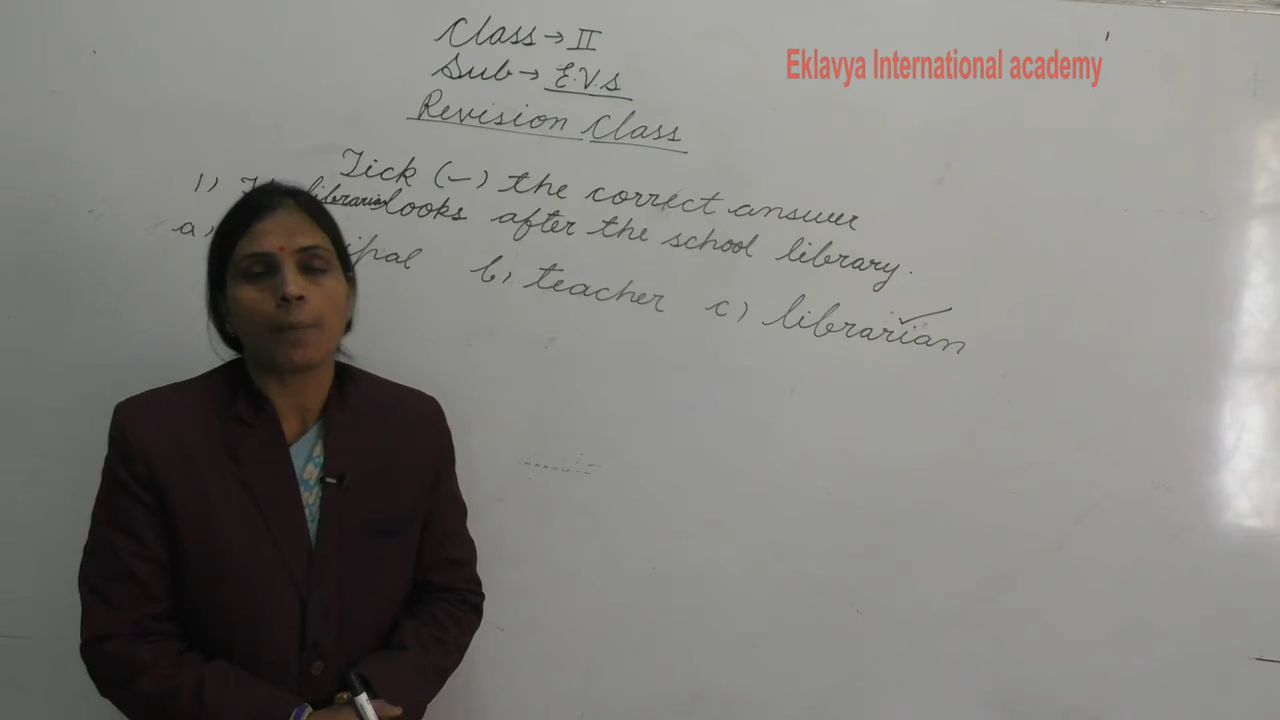 Class → II
Eklavya International academy
Sub → E.V.S
Revision Class
Tick (⁓) the correct answer
1) librarian looks after the school library.
a) ipal b) teacher c) librarian ✓